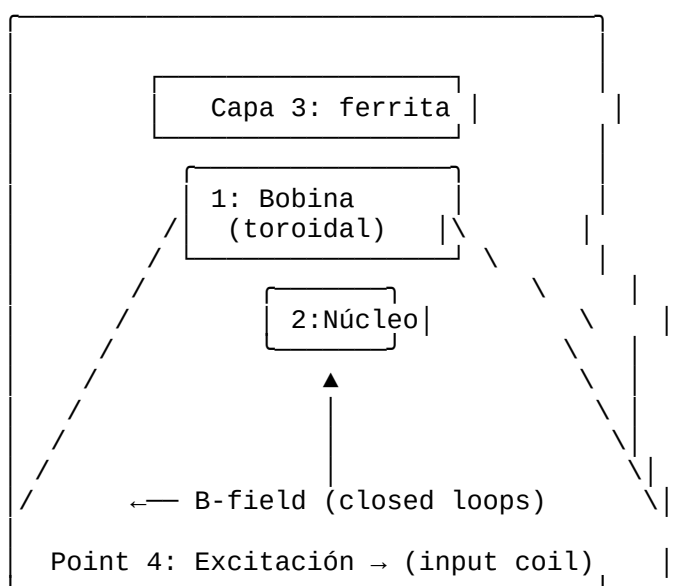 Capa 3: ferrita
1: Bobina
(toroidal)
2:Núcleo
←── B-field (closed loops)
Point 4: Excitación → (input coil)